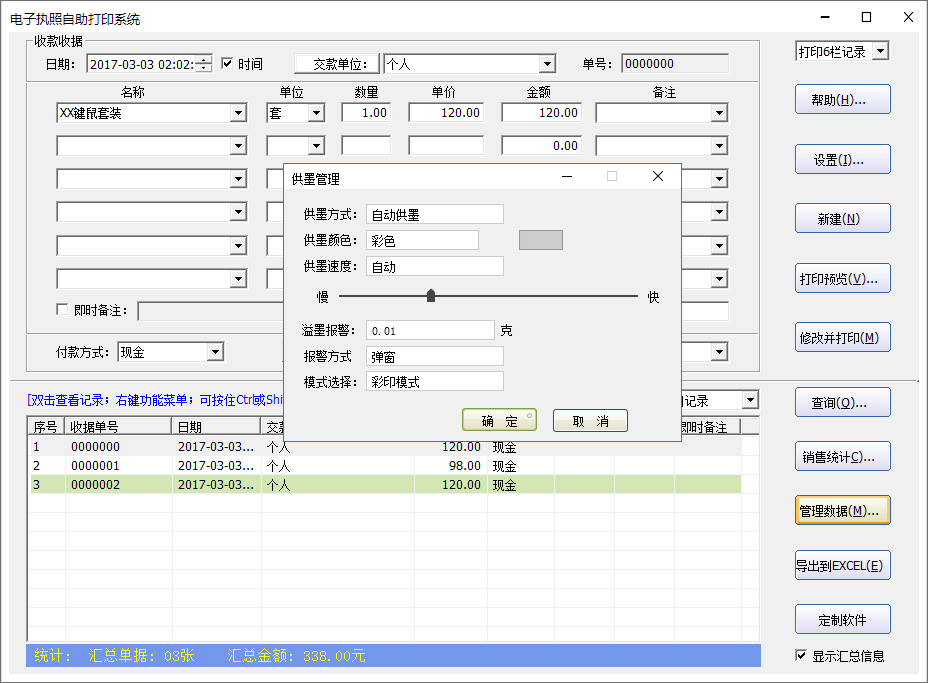 电子执照自助打印系统
收款收据
日期： 2017-03-03 02:02: 时间 交款单位： 个人 单号： 0000000
打印6栏记录
名称 单位 数量 单价 金额 备注
XX键鼠套装 套 1.00 120.00 120.00
0.00
帮助(H)...
设置(I)...
新建(N)
打印预览(V)...
修改并打印(M)
即时备注：
付款方式： 现金
供墨管理
供墨方式： 自动供墨
供墨颜色： 彩色
供墨速度： 自动
慢 快
溢墨报警： 0.01 克
报警方式 弹窗
模式选择： 彩印模式
确 定 取 消
[双击查看记录；右键功能菜单；可按住Ctrl或Shi
记录
查询(O)...
销售统计C)...
管理数据(M)...
导出到EXCEL(E)
定制软件
显示汇总信息
序号 收据单号 日期 交 即时备注
1 0000000 2017-03-03... 个人 120.00 现金
2 0000001 2017-03-03... 个人 98.00 现金
3 0000002 2017-03-03... 个人 120.00 现金
统计： 汇总单据：03张 汇总金额：338.00元